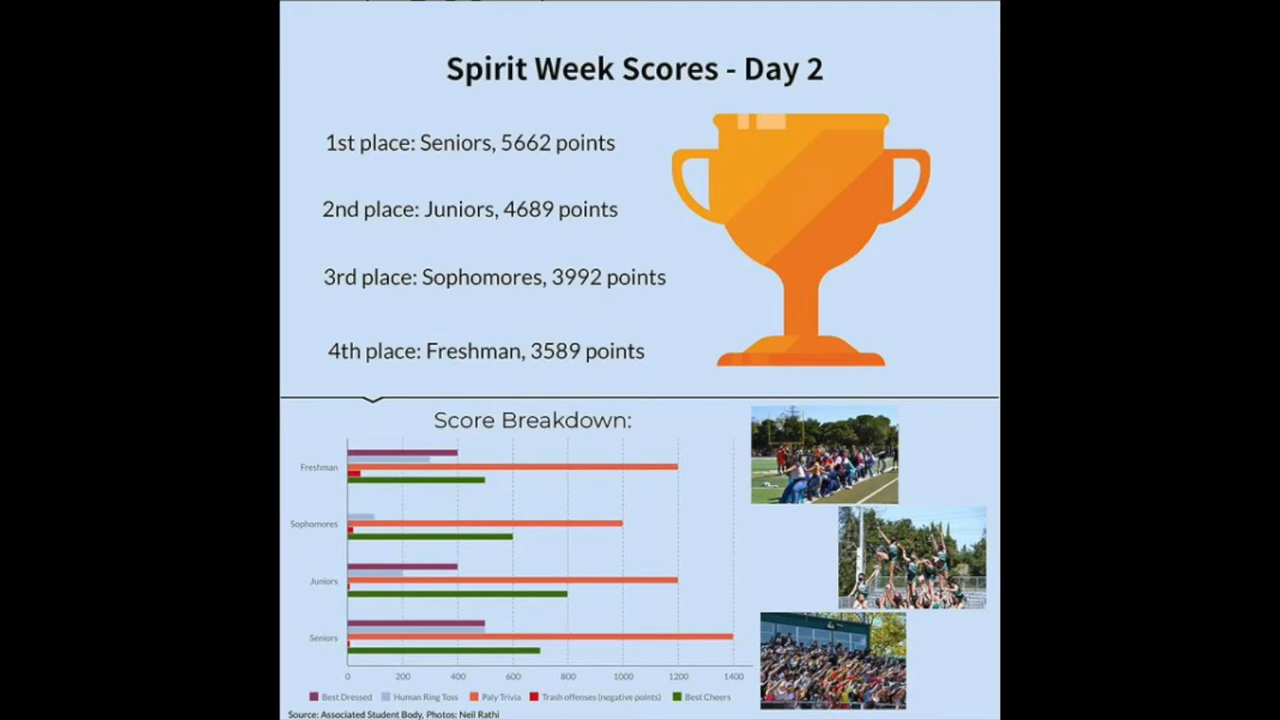 Spirit Week Scores - Day 2
1st place: Seniors, 5662 points
2nd place: Juniors, 4689 points
3rd place: Sophomores, 3992 points
4th place: Freshman, 3589 points
Score Breakdown:
Freshman
Sophomores
Juniors
Seniors
0 200 400 600 800 1000 1200 1400
Best Dressed Human Ring Toss Paly Trivia Trash offenses (negative points) Best Cheers
Source: Associated Student Body, Photos: Neil Rathi